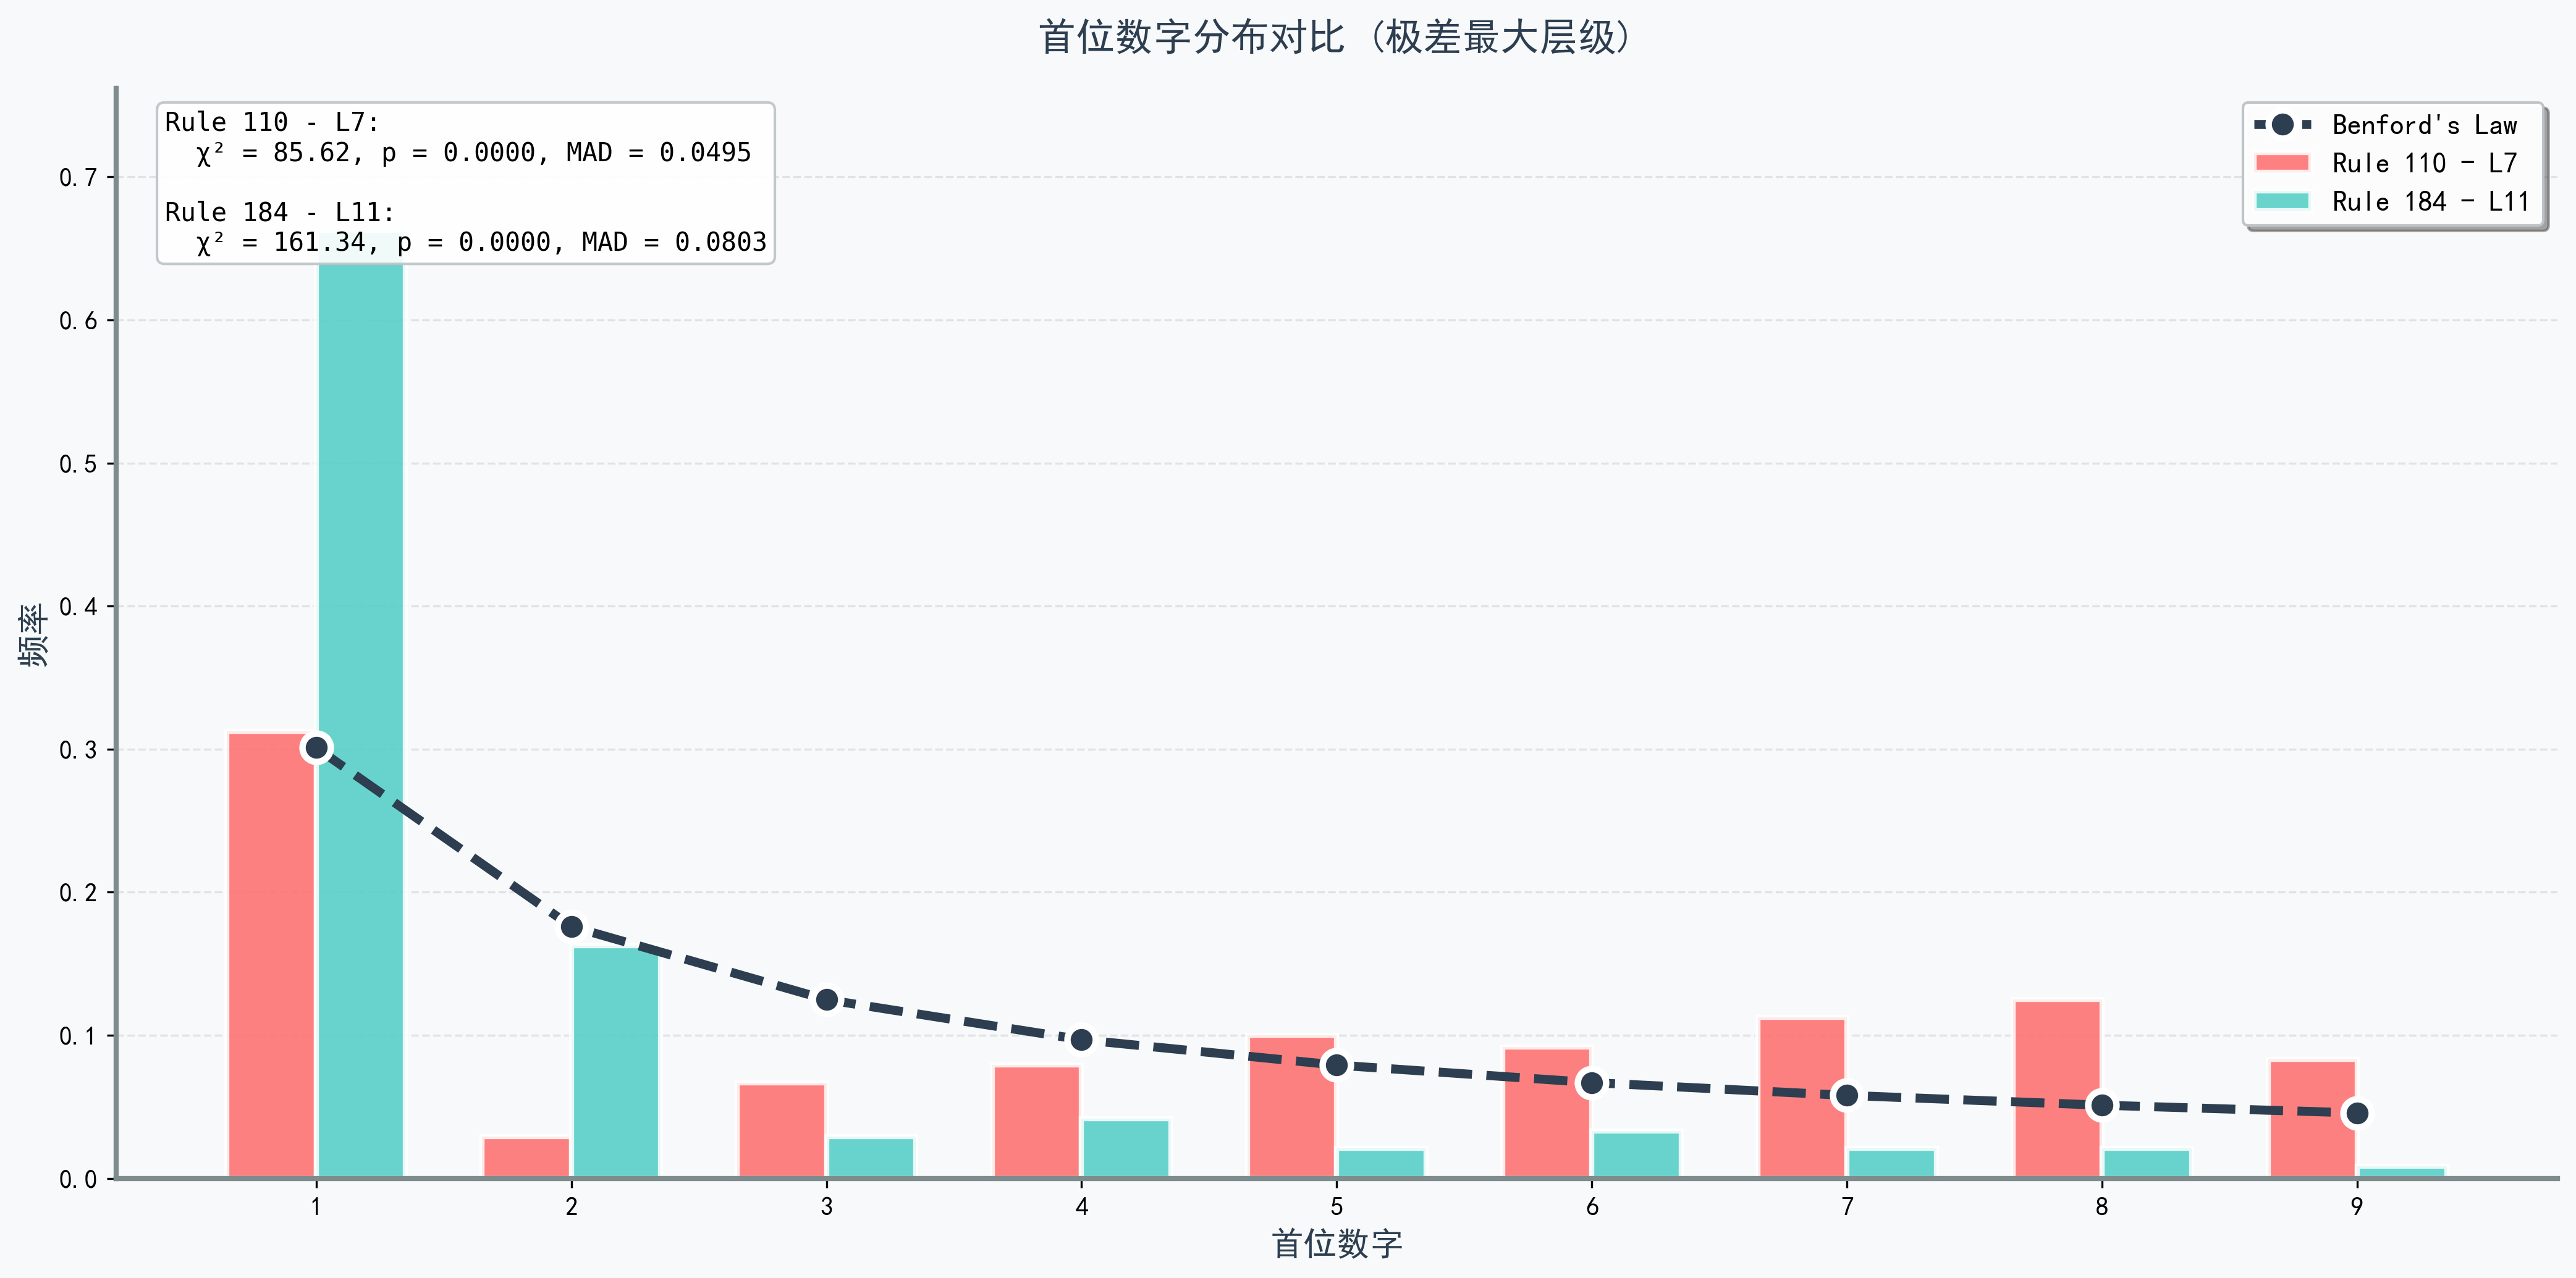 首位数字分布对比 (极差最大层级)
Rule 110 - L7:
χ² = 85.62, p = 0.0000, MAD = 0.0495
Rule 184 - L11:
χ² = 161.34, p = 0.0000, MAD = 0.0803
Benford's Law
Rule 110 - L7
Rule 184 - L11
频率
0.7
0.6
0.5
0.4
0.3
0.2
0.1
0.0
1 2 3 4 5 6 7 8 9
首位数字